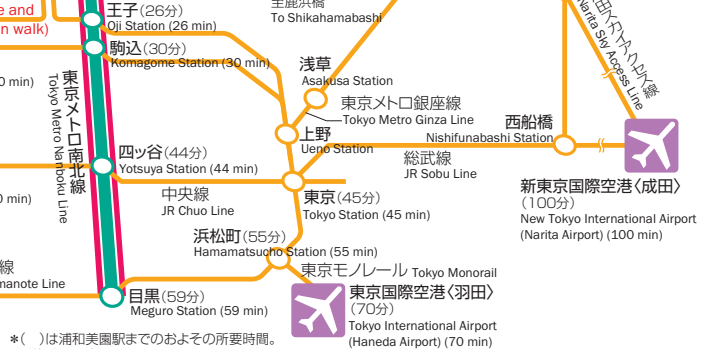 王子(26分)
Oji Station (26 min)
e and
n walk)
駒込(30分)
Komagome Station (30 min)
0 min)
To Shikahamabashi
浅草
Asakusa Station
東京メトロ銀座線
Tokyo Metro Ginza Line
上野
Ueno Station
田スカイアクセス線
Narita Sky Access Line
東京メトロ南北線
Tokyo Metro Nanboku Line
四ッ谷(44分)
Yotsuya Station (44 min)
西船橋
Nishifunabashi Station
総武線
JR Sobu Line
中央線
JR Chuo Line
東京(45分)
Tokyo Station (45 min)
0 min)
新東京国際空港〈成田〉
(100分)
New Tokyo International Airport
(Narita Airport) (100 min)
浜松町(55分)
Hamamatsucho Station (55 min)
東京モノレール Tokyo Monorail
線
manote Line
目黒(59分)
Meguro Station (59 min)
東京国際空港〈羽田〉
(70分)
Tokyo International Airport
(Haneda Airport) (70 min)
*( )は浦和美園駅までのおよその所要時間。